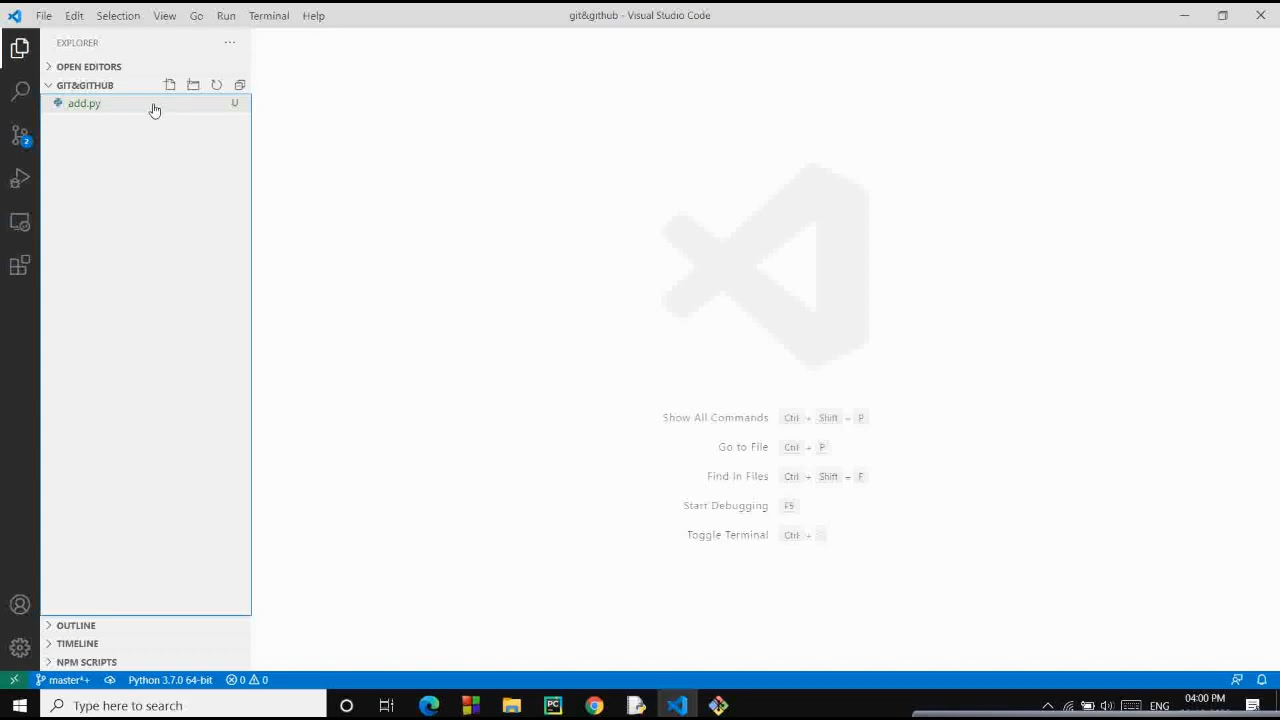 File Edit Selection View Go Run Terminal Help
git&github - Visual Studio Code
EXPLORER
OPEN EDITORS
GIT&GITHUB
add.py U
2
Show All Commands Ctrl + Shift + P
Go to File Ctrl + P
Find in Files Ctrl + Shift + F
Start Debugging F5
Toggle Terminal Ctrl +
OUTLINE
TIMELINE
NPM SCRIPTS
master*+ Python 3.7.0 64-bit 0 0
Type here to search
PC
ENG
04:00 PM